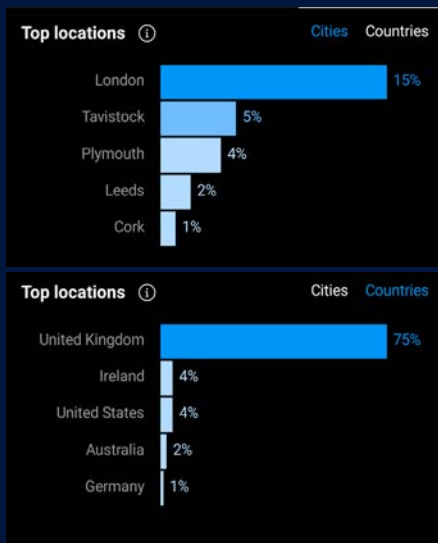 Top locations Cities Countries
London 15%
Tavistock 5%
Plymouth 4%
Leeds 2%
Cork 1%
Top locations Cities Countries
United Kingdom 75%
Ireland 4%
United States 4%
Australia 2%
Germany 1%